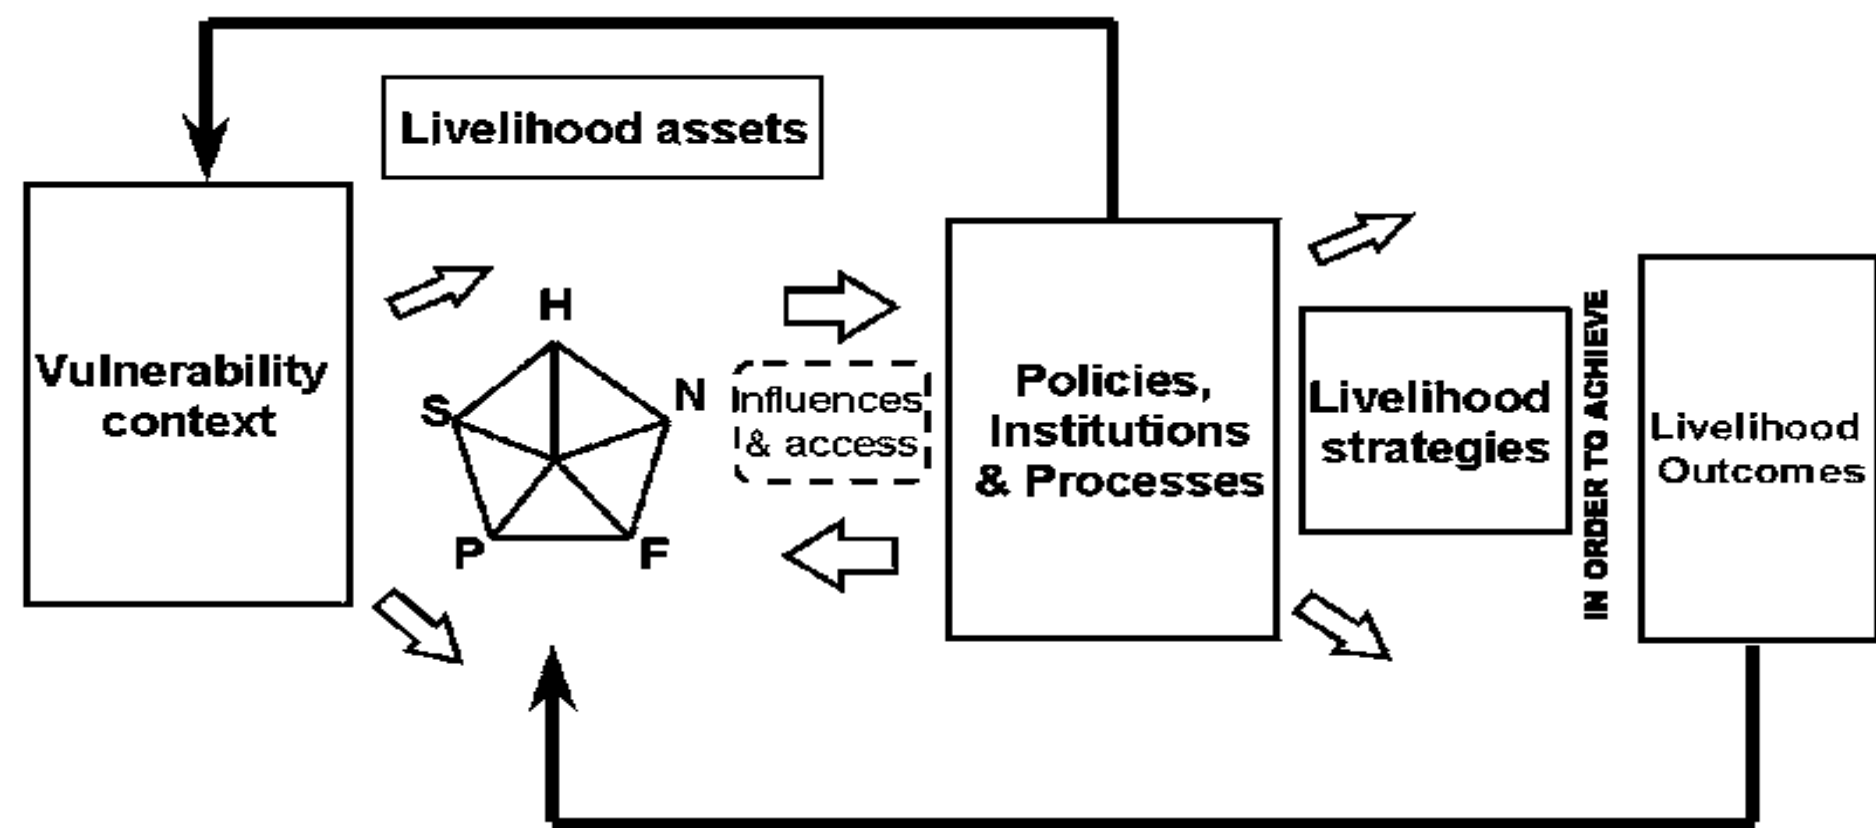 Livelihood assets
Vulnerability
context
H
S
N
P
F
Influences
& access
Policies,
Institutions
& Processes
Livelihood
strategies
IN ORDER TO ACHIEVE
Livelihood
Outcomes